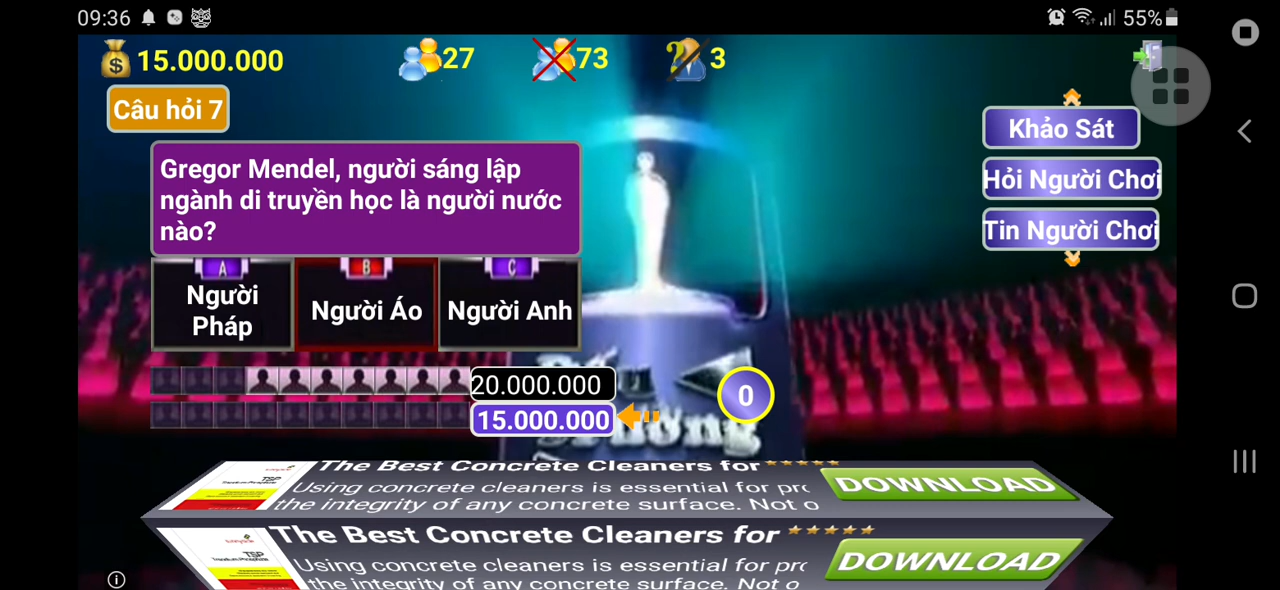 09:36
55%
15.000.000
27
73
3
Câu hỏi 7
Khảo Sát
Hỏi Người Chơi
Tin Người Chơi
Gregor Mendel, người sáng lập
ngành di truyền học là người nước
nào?
A
Người
Pháp
B
Người Áo
C
Người Anh
20.000.000
15.000.000
0
Đấu
Trường
The Best Concrete Cleaners for
Using concrete cleaners is essential for pro
the integrity of any concrete surface. Not o
TSP
DOWNLOAD
The Best Concrete Cleaners for
Using concrete cleaners is essential for pro
the integrity of any concrete surface. Not o
TSP
DOWNLOAD